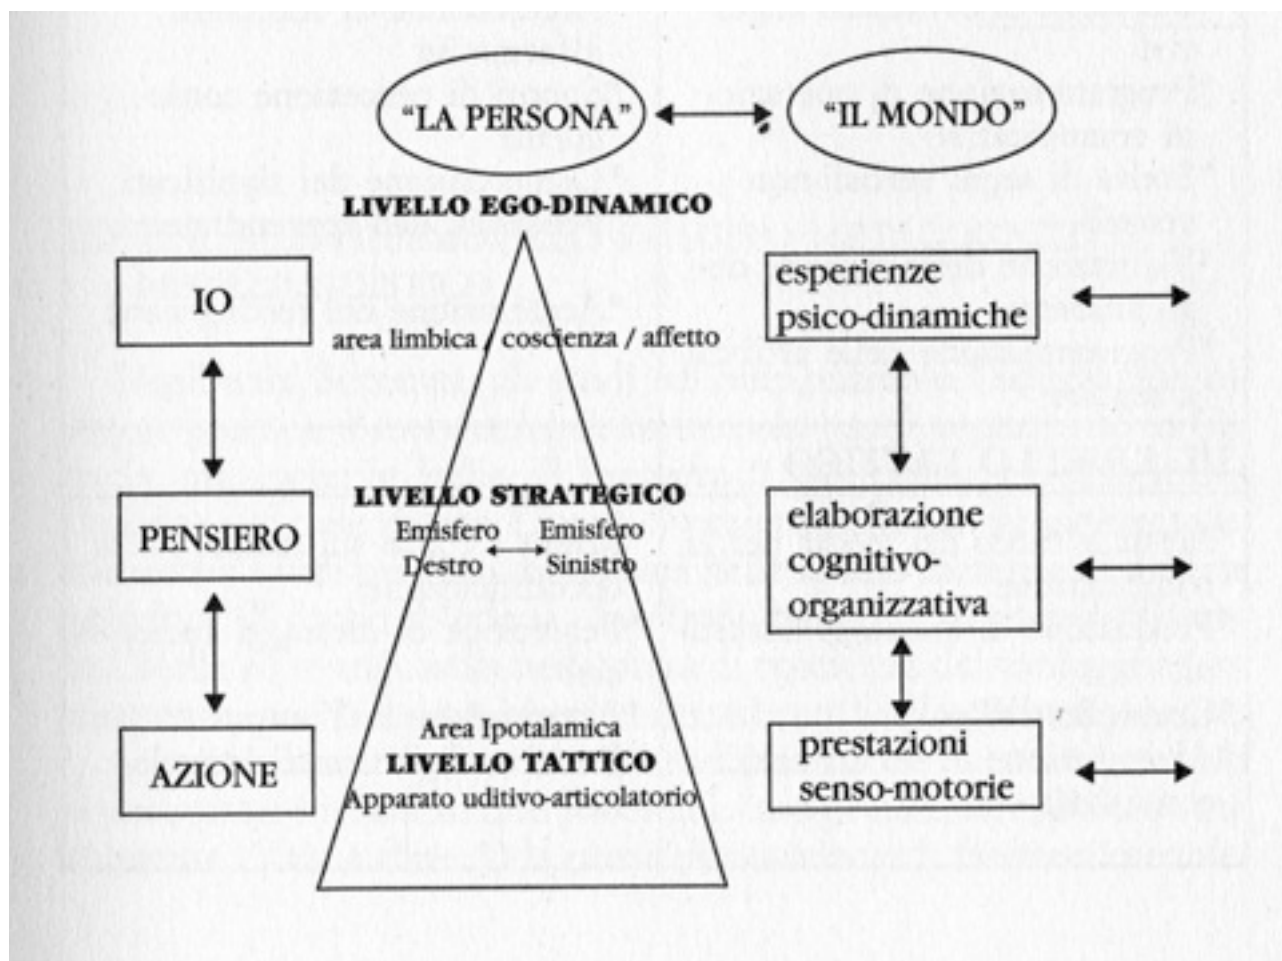 “LA PERSONA”
“IL MONDO”
LIVELLO EGO-DINAMICO
IO
area limbica / coscienza / affetto
esperienze
psico-dinamiche
LIVELLO STRATEGICO
PENSIERO
Emisfero
Destro
Emisfero
Sinistro
elaborazione
cognitivo-
organizzativa
AZIONE
Area Ipotalamica
LIVELLO TATTICO
Apparato uditivo-articolatorio
prestazioni
senso-motorie